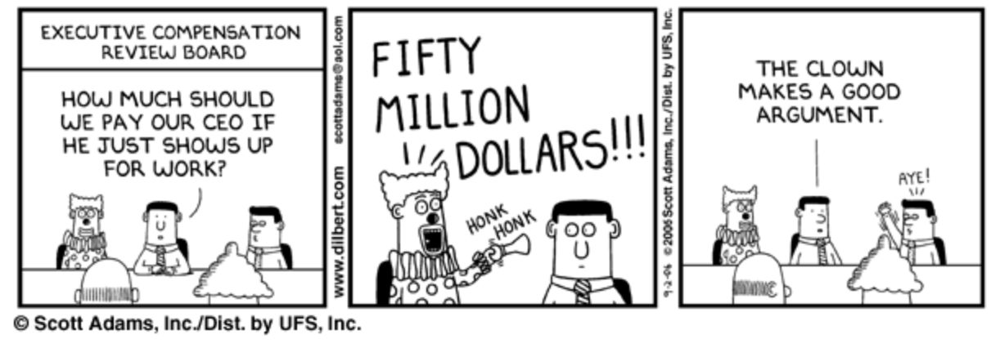 EXECUTIVE COMPENSATION
REVIEW BOARD
HOW MUCH SHOULD
WE PAY OUR CEO IF
HE JUST SHOWS UP
FOR WORK?
www.dilbert.com scottadams@aol.com
FIFTY
MILLION
DOLLARS!!!
HONK
HONK
9-2-06 © 2006 Scott Adams, Inc./Dist. by UFS, Inc.
THE CLOWN
MAKES A GOOD
ARGUMENT.
AYE!
© Scott Adams, Inc./Dist. by UFS, Inc.